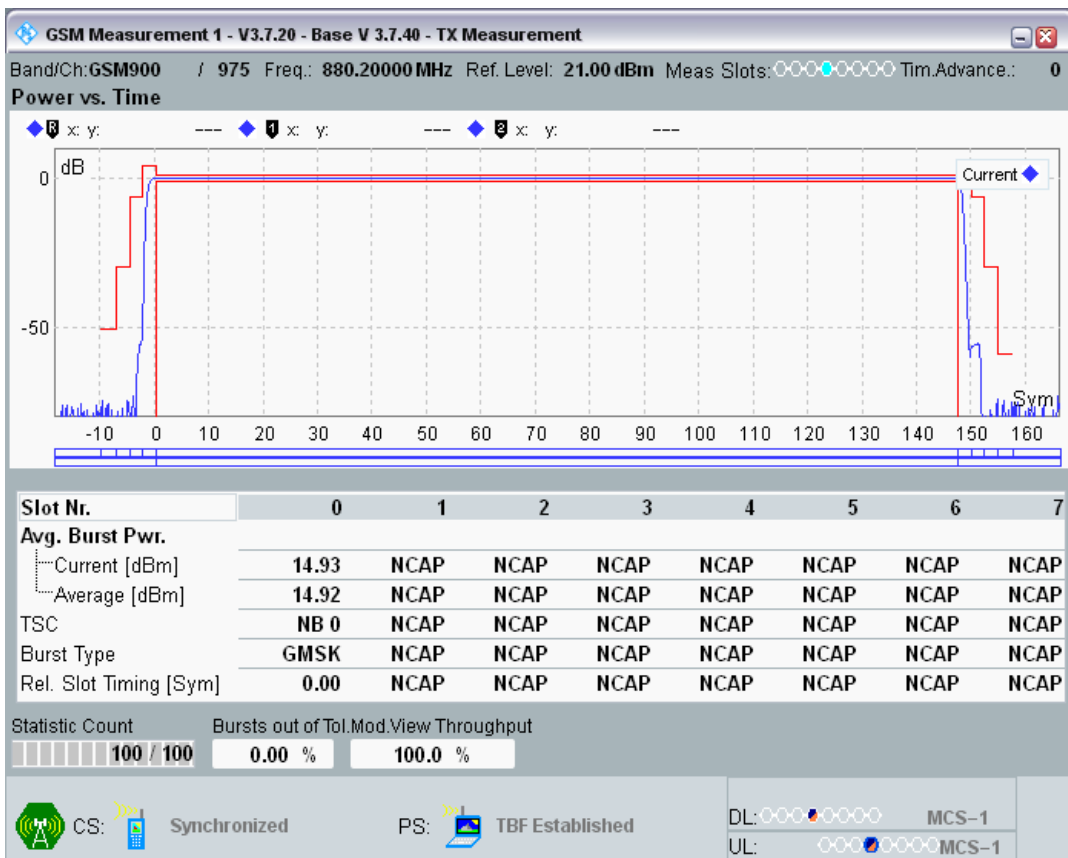 GSM Measurement 1 - V3.7.20 - Base V 3.7.40 - TX Measurement
Band/Ch:GSM900 / 975 Freq.: 880.20000 MHz Ref. Level: 21.00 dBm Meas Slots: Tim.Advance.: 0
Power vs. Time
R x: y: --- 1 x: y: --- 2 x: y: ---
dB
Current
0
-50
Sym
-10 0 10 20 30 40 50 60 70 80 90 100 110 120 130 140 150 160
Slot Nr. 0 1 2 3 4 5 6 7
Avg. Burst Pwr.
Current [dBm] 14.93 NCAP NCAP NCAP NCAP NCAP NCAP NCAP
Average [dBm] 14.92 NCAP NCAP NCAP NCAP NCAP NCAP NCAP
TSC NB 0 NCAP NCAP NCAP NCAP NCAP NCAP NCAP
Burst Type GMSK NCAP NCAP NCAP NCAP NCAP NCAP NCAP
Rel. Slot Timing [Sym] 0.00 NCAP NCAP NCAP NCAP NCAP NCAP NCAP
Statistic Count Bursts out of Tol. Mod.View Throughput
100 / 100 0.00 % 100.0 %
CS: Synchronized PS: TBF Established
DL: MCS-1
UL: MCS-1